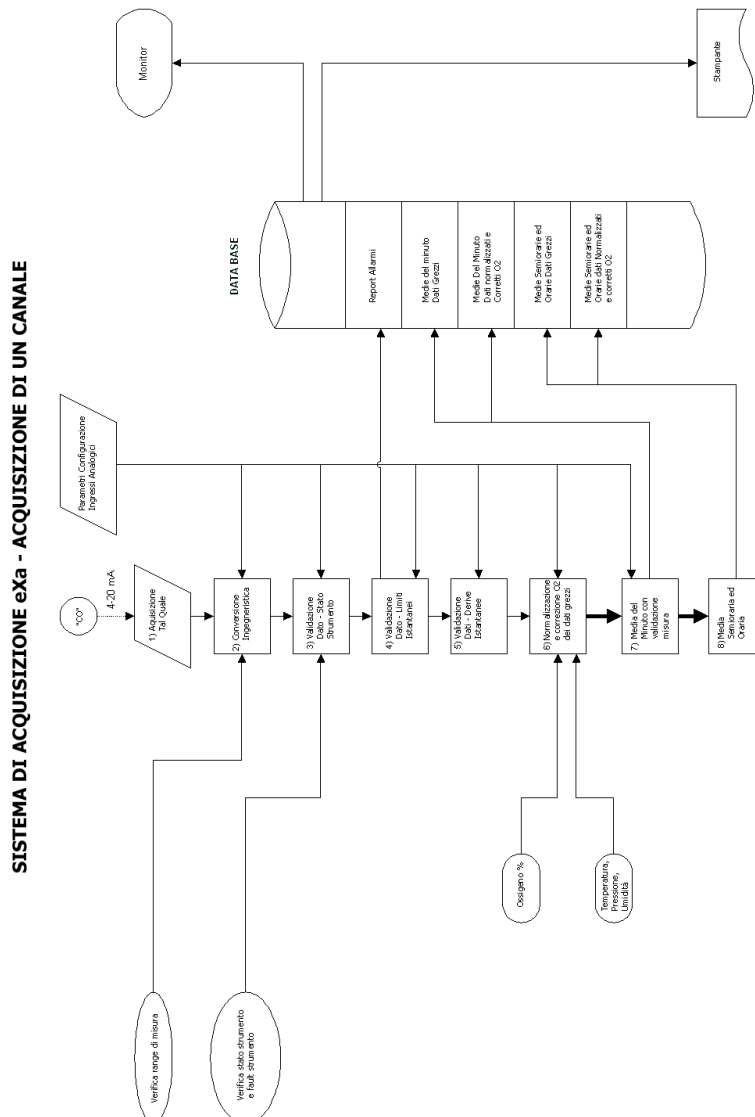 SISTEMA DI ACQUISIZIONE eXa - ACQUISIZIONE DI UN CANALE
"CO"
4-20 mA
Parametri Configurazione
Ingressi Analogici
1) Aquisizione
Tal Quale
2) Conversione
Ingegneristica
3) Validazione
Dato - Stato
Strumento
4) Validazione
Dato - Limiti
Istantanei
5) Validazione
Dati - Derive
Istantanee
6) Normalizzazione
e correzione O2
dei dati grezzi
7) Media del
Minuto con
validazione
misura
8) Media
Semioraria ed
Oraria
Verifica range di misura
Verifica stato strumento
e fault strumento
Ossigeno %
Temperatura,
Pressione,
Umidità
DATA BASE
Report Allarmi
Medie del minuto
Dati Grezzi
Medie Del Minuto
Dati normalizzati e
Corretti O2
Medie Semiorarie ed
Orarie Dati Grezzi
Medie Semiorarie ed
Orarie dati Normalizzati
e corretti O2
Monitor
Stampante